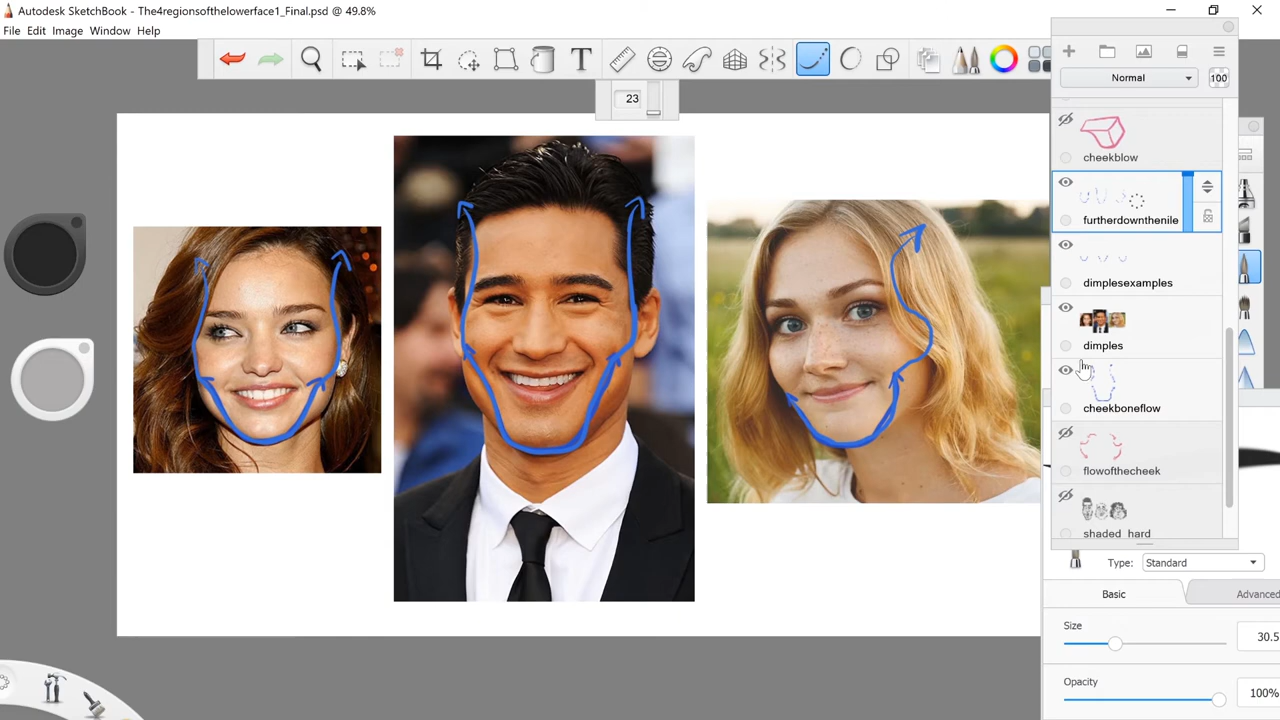 Autodesk SketchBook - The4regionsofthelowerface1_Final.psd @ 49.8%
File Edit Image Window Help
T
23
Normal
100
cheekblow
furtherdownthenile
dimplesexamples
dimples
cheekboneflow
flowofthecheek
shaded_hard
Type: Standard
Basic
Advanced
Size
30.5
Opacity
100%